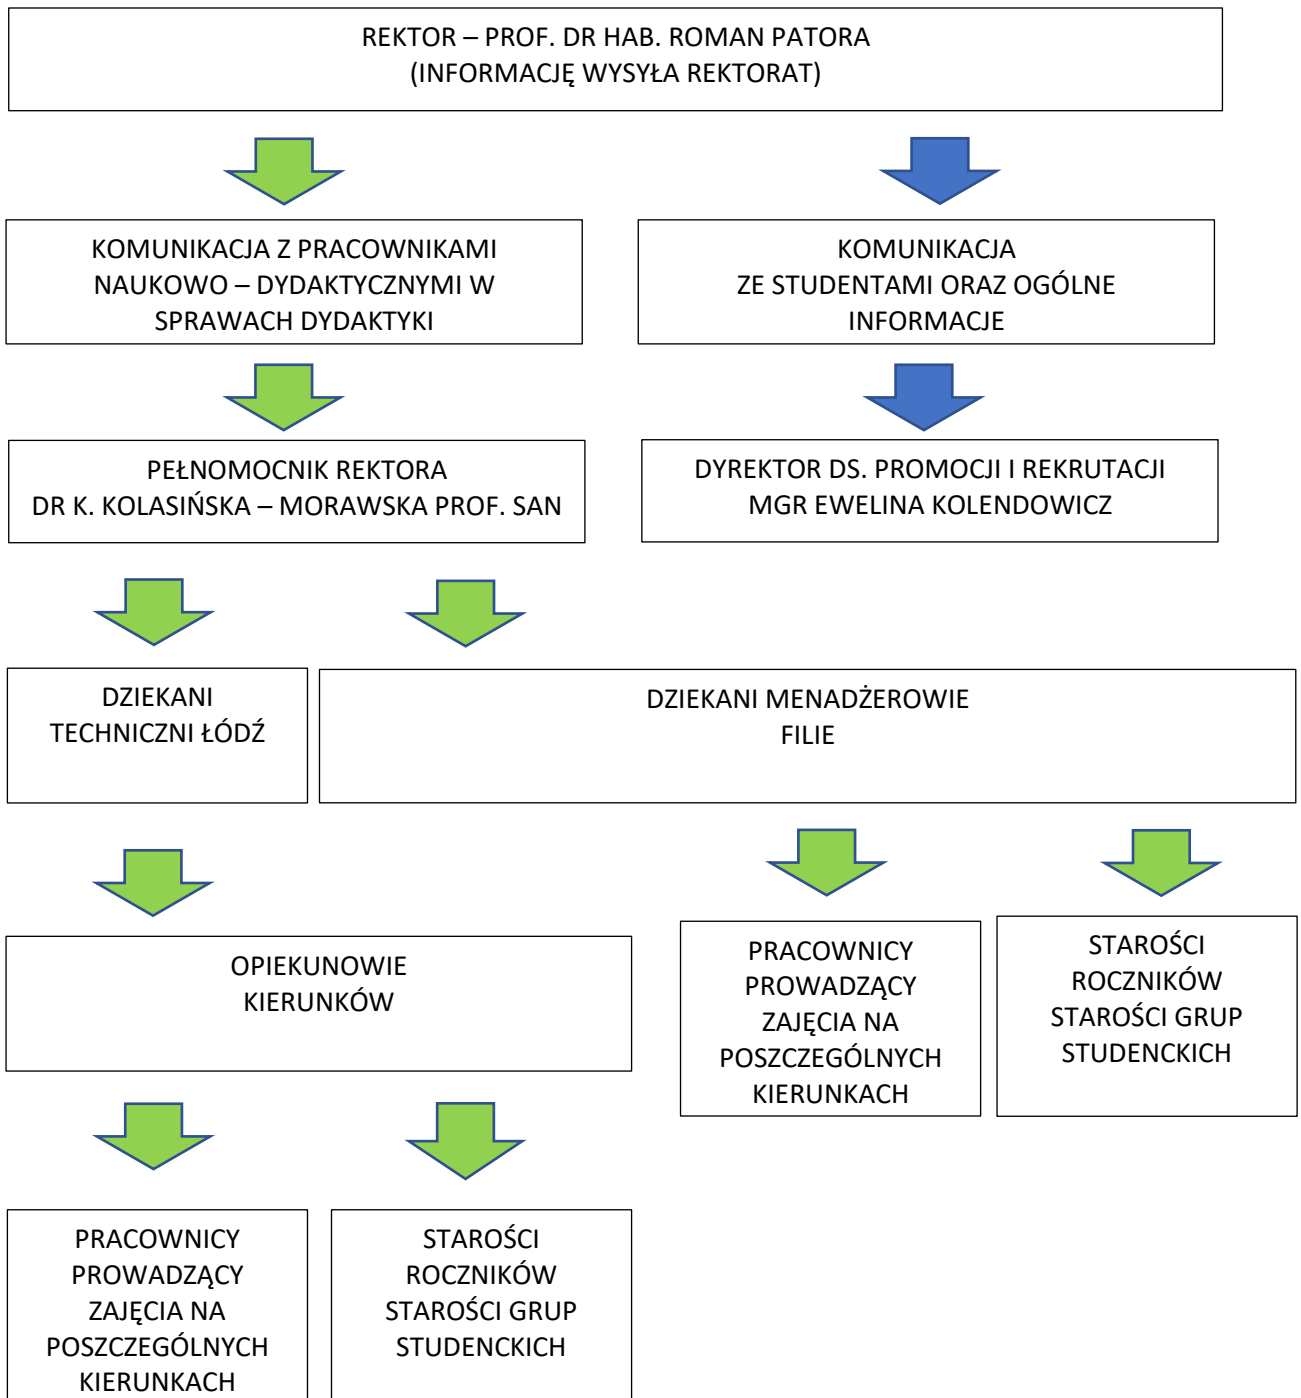 REKTOR – PROF. DR HAB. ROMAN PATORA
(INFORMACJĘ WYSYŁA REKTORAT)
KOMUNIKACJA Z PRACOWNIKAMI
NAUKOWO – DYDAKTYCZNYMI W
SPRAWACH DYDAKTYKI
KOMUNIKACJA
ZE STUDENTAMI ORAZ OGÓLNE
INFORMACJE
PEŁNOMOCNIK REKTORA
DR K. KOLASIŃSKA – MORAWSKA PROF. SAN
DYREKTOR DS. PROMOCJI I REKRUTACJI
MGR EWELINA KOLENDOWICZ
DZIEKANI
TECHNICZNI ŁÓDŹ
DZIEKANI MENADŻEROWIE
FILIE
OPIEKUNOWIE
KIERUNKÓW
PRACOWNICY
PROWADZĄCY
ZAJĘCIA NA
POSZCZEGÓLNYCH
KIERUNKACH
STAROŚCI
ROCZNIKÓW
STAROŚCI GRUP
STUDENCKICH
PRACOWNICY
PROWADZĄCY
ZAJĘCIA NA
POSZCZEGÓLNYCH
KIERUNKACH
STAROŚCI
ROCZNIKÓW
STAROŚCI GRUP
STUDENCKICH